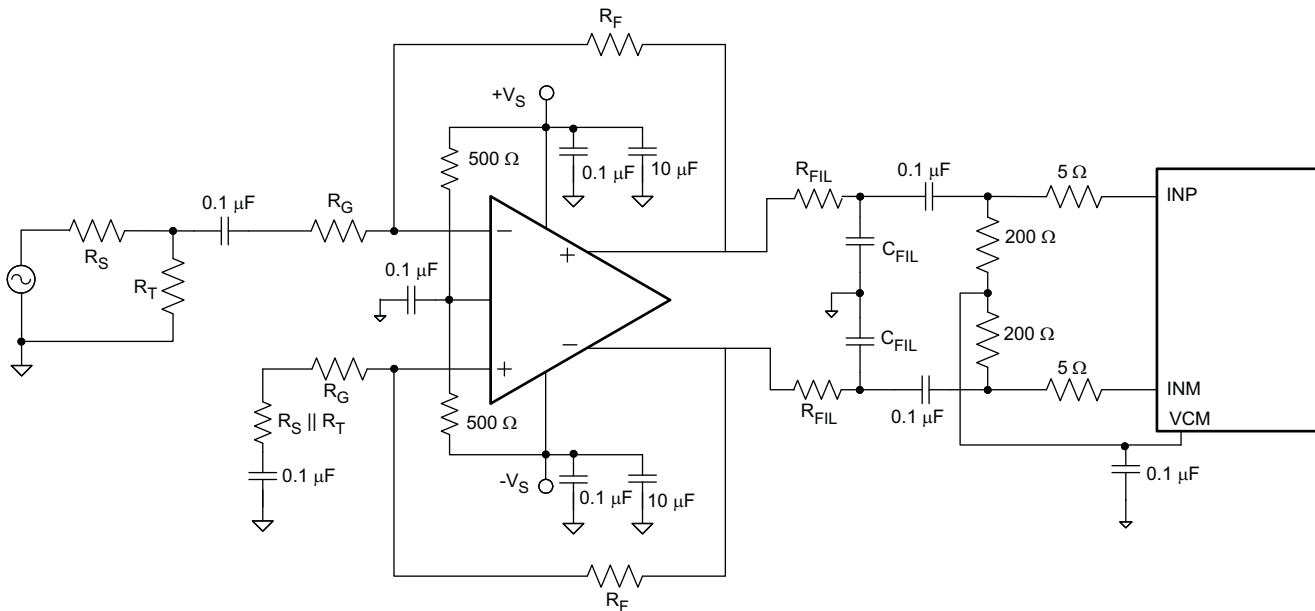 R_F
+V_S
500 Ω
0.1 μF
10 μF
R_FIL
0.1 μF
5 Ω
INP
0.1 μF
R_G
R_S
R_T
−
+
C_FIL
200 Ω
0.1 μF
R_G
+
−
C_FIL
200 Ω
5 Ω
INM
R_S || R_T
500 Ω
R_FIL
0.1 μF
VCM
0.1 μF
-V_S
0.1 μF
10 μF
0.1 μF
R_F